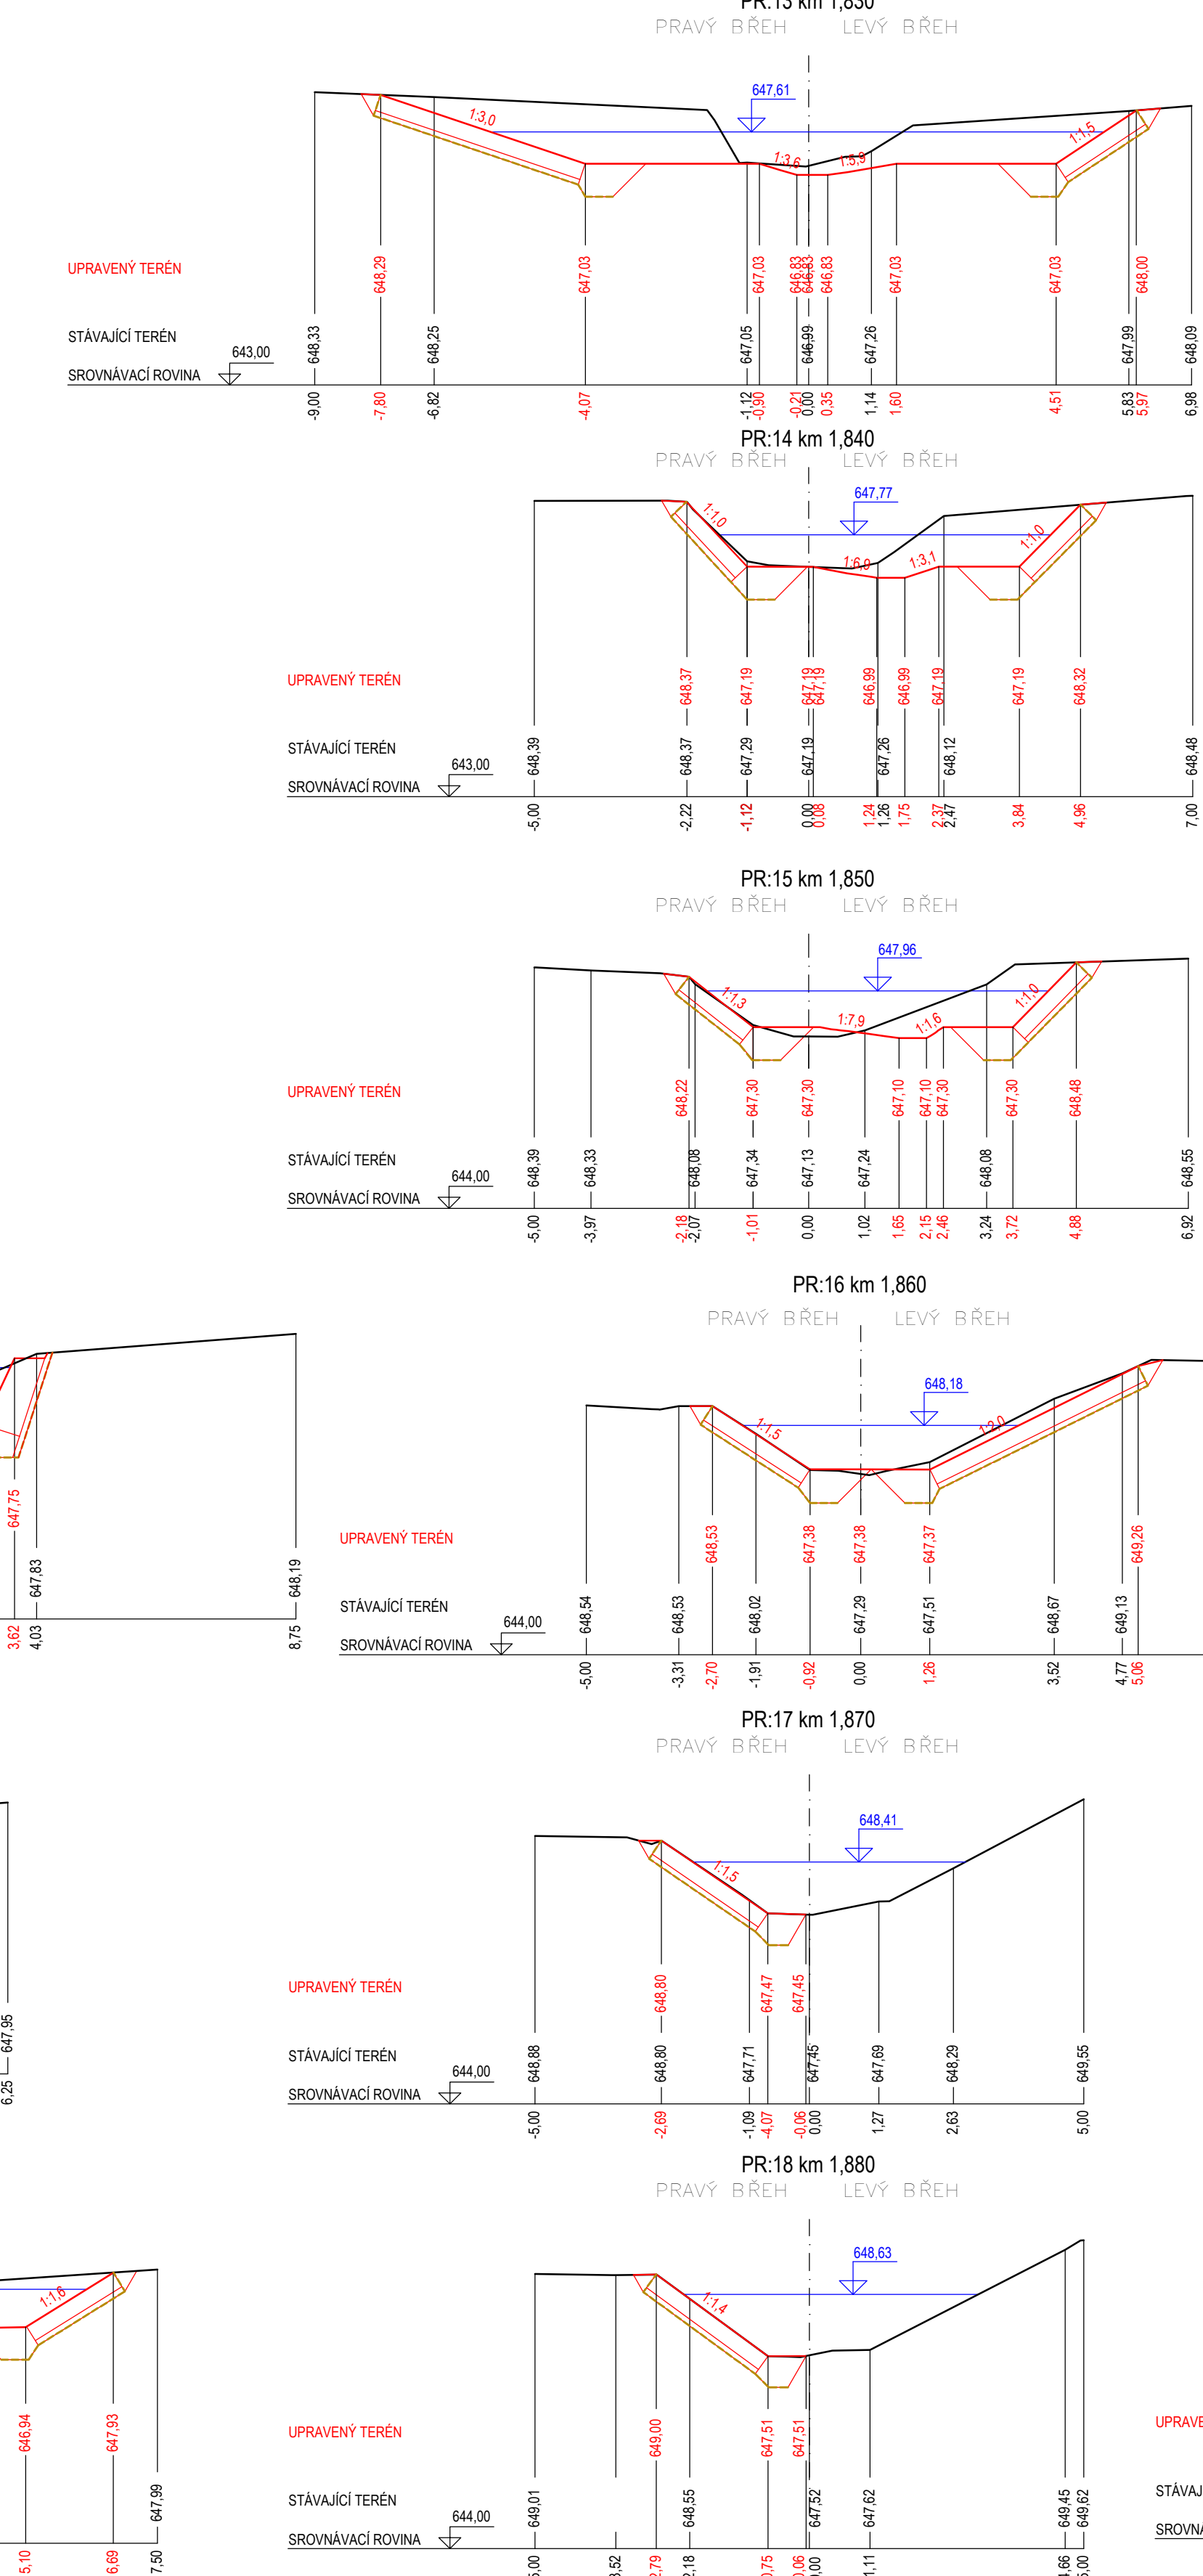 PR:13 km 1,830
PRAVÝ BŘEH LEVÝ BŘEH
647,61
1:3,0
1:3,6
1:5,9
1:1,5
UPRAVENÝ TERÉN
648,29 647,03 647,03 646,83 646,83 646,83 647,03 647,03 648,00
STÁVAJÍCÍ TERÉN
648,33 648,25 647,05 646,99 647,26 647,99 648,09
SROVNÁVACÍ ROVINA
643,00
-9,00 -7,80 -6,82 -4,07 -1,12 -0,90 -0,21 0,00 0,35 1,14 1,60 4,51 5,83 5,97 6,98
PR:14 km 1,840
PRAVÝ BŘEH LEVÝ BŘEH
647,77
1:1,0
1:6,9
1:3,1
1:1,0
UPRAVENÝ TERÉN
648,37 647,19 647,19 647,19 646,99 646,99 647,19 647,19 648,32
STÁVAJÍCÍ TERÉN
648,39 648,37 647,29 647,19 647,26 648,12 648,48
SROVNÁVACÍ ROVINA
643,00
-5,00 -2,22 -1,12 0,00 0,08 1,24 1,26 1,75 2,37 2,47 3,84 4,96 7,00
PR:15 km 1,850
PRAVÝ BŘEH LEVÝ BŘEH
647,96
1:1,3
1:7,9
1:1,6
1:1,0
UPRAVENÝ TERÉN
648,22 647,30 647,30 647,10 647,10 647,30 647,30 648,48
STÁVAJÍCÍ TERÉN
648,39 648,33 648,08 647,34 647,13 647,24 648,08 648,55
SROVNÁVACÍ ROVINA
644,00
-5,00 -3,97 -2,18 -2,07 -1,01 0,00 1,02 1,65 2,15 2,46 3,24 3,72 4,88 6,92
PR:16 km 1,860
PRAVÝ BŘEH LEVÝ BŘEH
648,18
1:1,5
1:2,0
UPRAVENÝ TERÉN
648,53 647,38 647,38 647,37 649,26
STÁVAJÍCÍ TERÉN
648,54 648,53 648,02 647,29 647,51 648,67 649,13
SROVNÁVACÍ ROVINA
644,00
-5,00 -3,31 -2,70 -1,91 -0,92 0,00 1,26 3,52 4,77 5,06
647,75
647,83 648,19
3,62 4,03 8,75
PR:17 km 1,870
PRAVÝ BŘEH LEVÝ BŘEH
648,41
1:1,5
UPRAVENÝ TERÉN
648,80 647,47 647,45
STÁVAJÍCÍ TERÉN
648,88 648,80 647,71 647,45 647,69 648,29 649,55
SROVNÁVACÍ ROVINA
644,00
-5,00 -2,69 -1,09 -4,07 -0,06 0,00 1,27 2,63 5,00
647,95
6,25
PR:18 km 1,880
PRAVÝ BŘEH LEVÝ BŘEH
648,63
1:1,4
UPRAVENÝ TERÉN
649,00 647,51 647,51
STÁVAJÍCÍ TERÉN
649,01 648,55 647,52 647,62 649,45 649,62
SROVNÁVACÍ ROVINA
644,00
1:1,6
646,94 647,93
647,99
5,10 6,69 7,50
UPRAVE
STÁVAJ
SROVNÁ